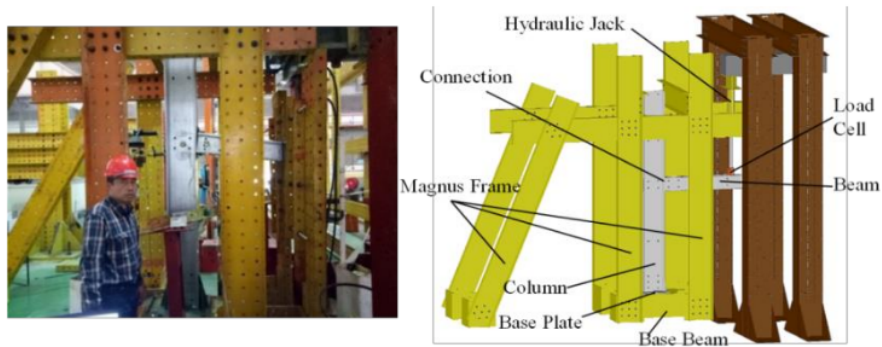 Hydraulic Jack
Connection
Load
Cell
Magnus Frame
Beam
Column
Base Plate
Base Beam